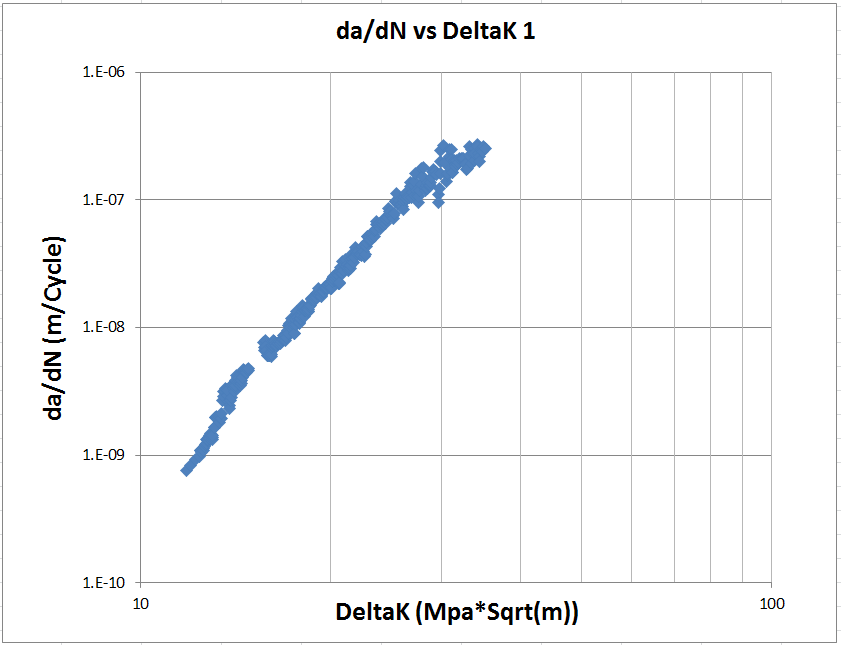 da/dN vs DeltaK 1
1.E-06
1.E-07
1.E-08
1.E-09
1.E-10
da/dN (m/Cycle)
10
100
DeltaK (Mpa*Sqrt(m))